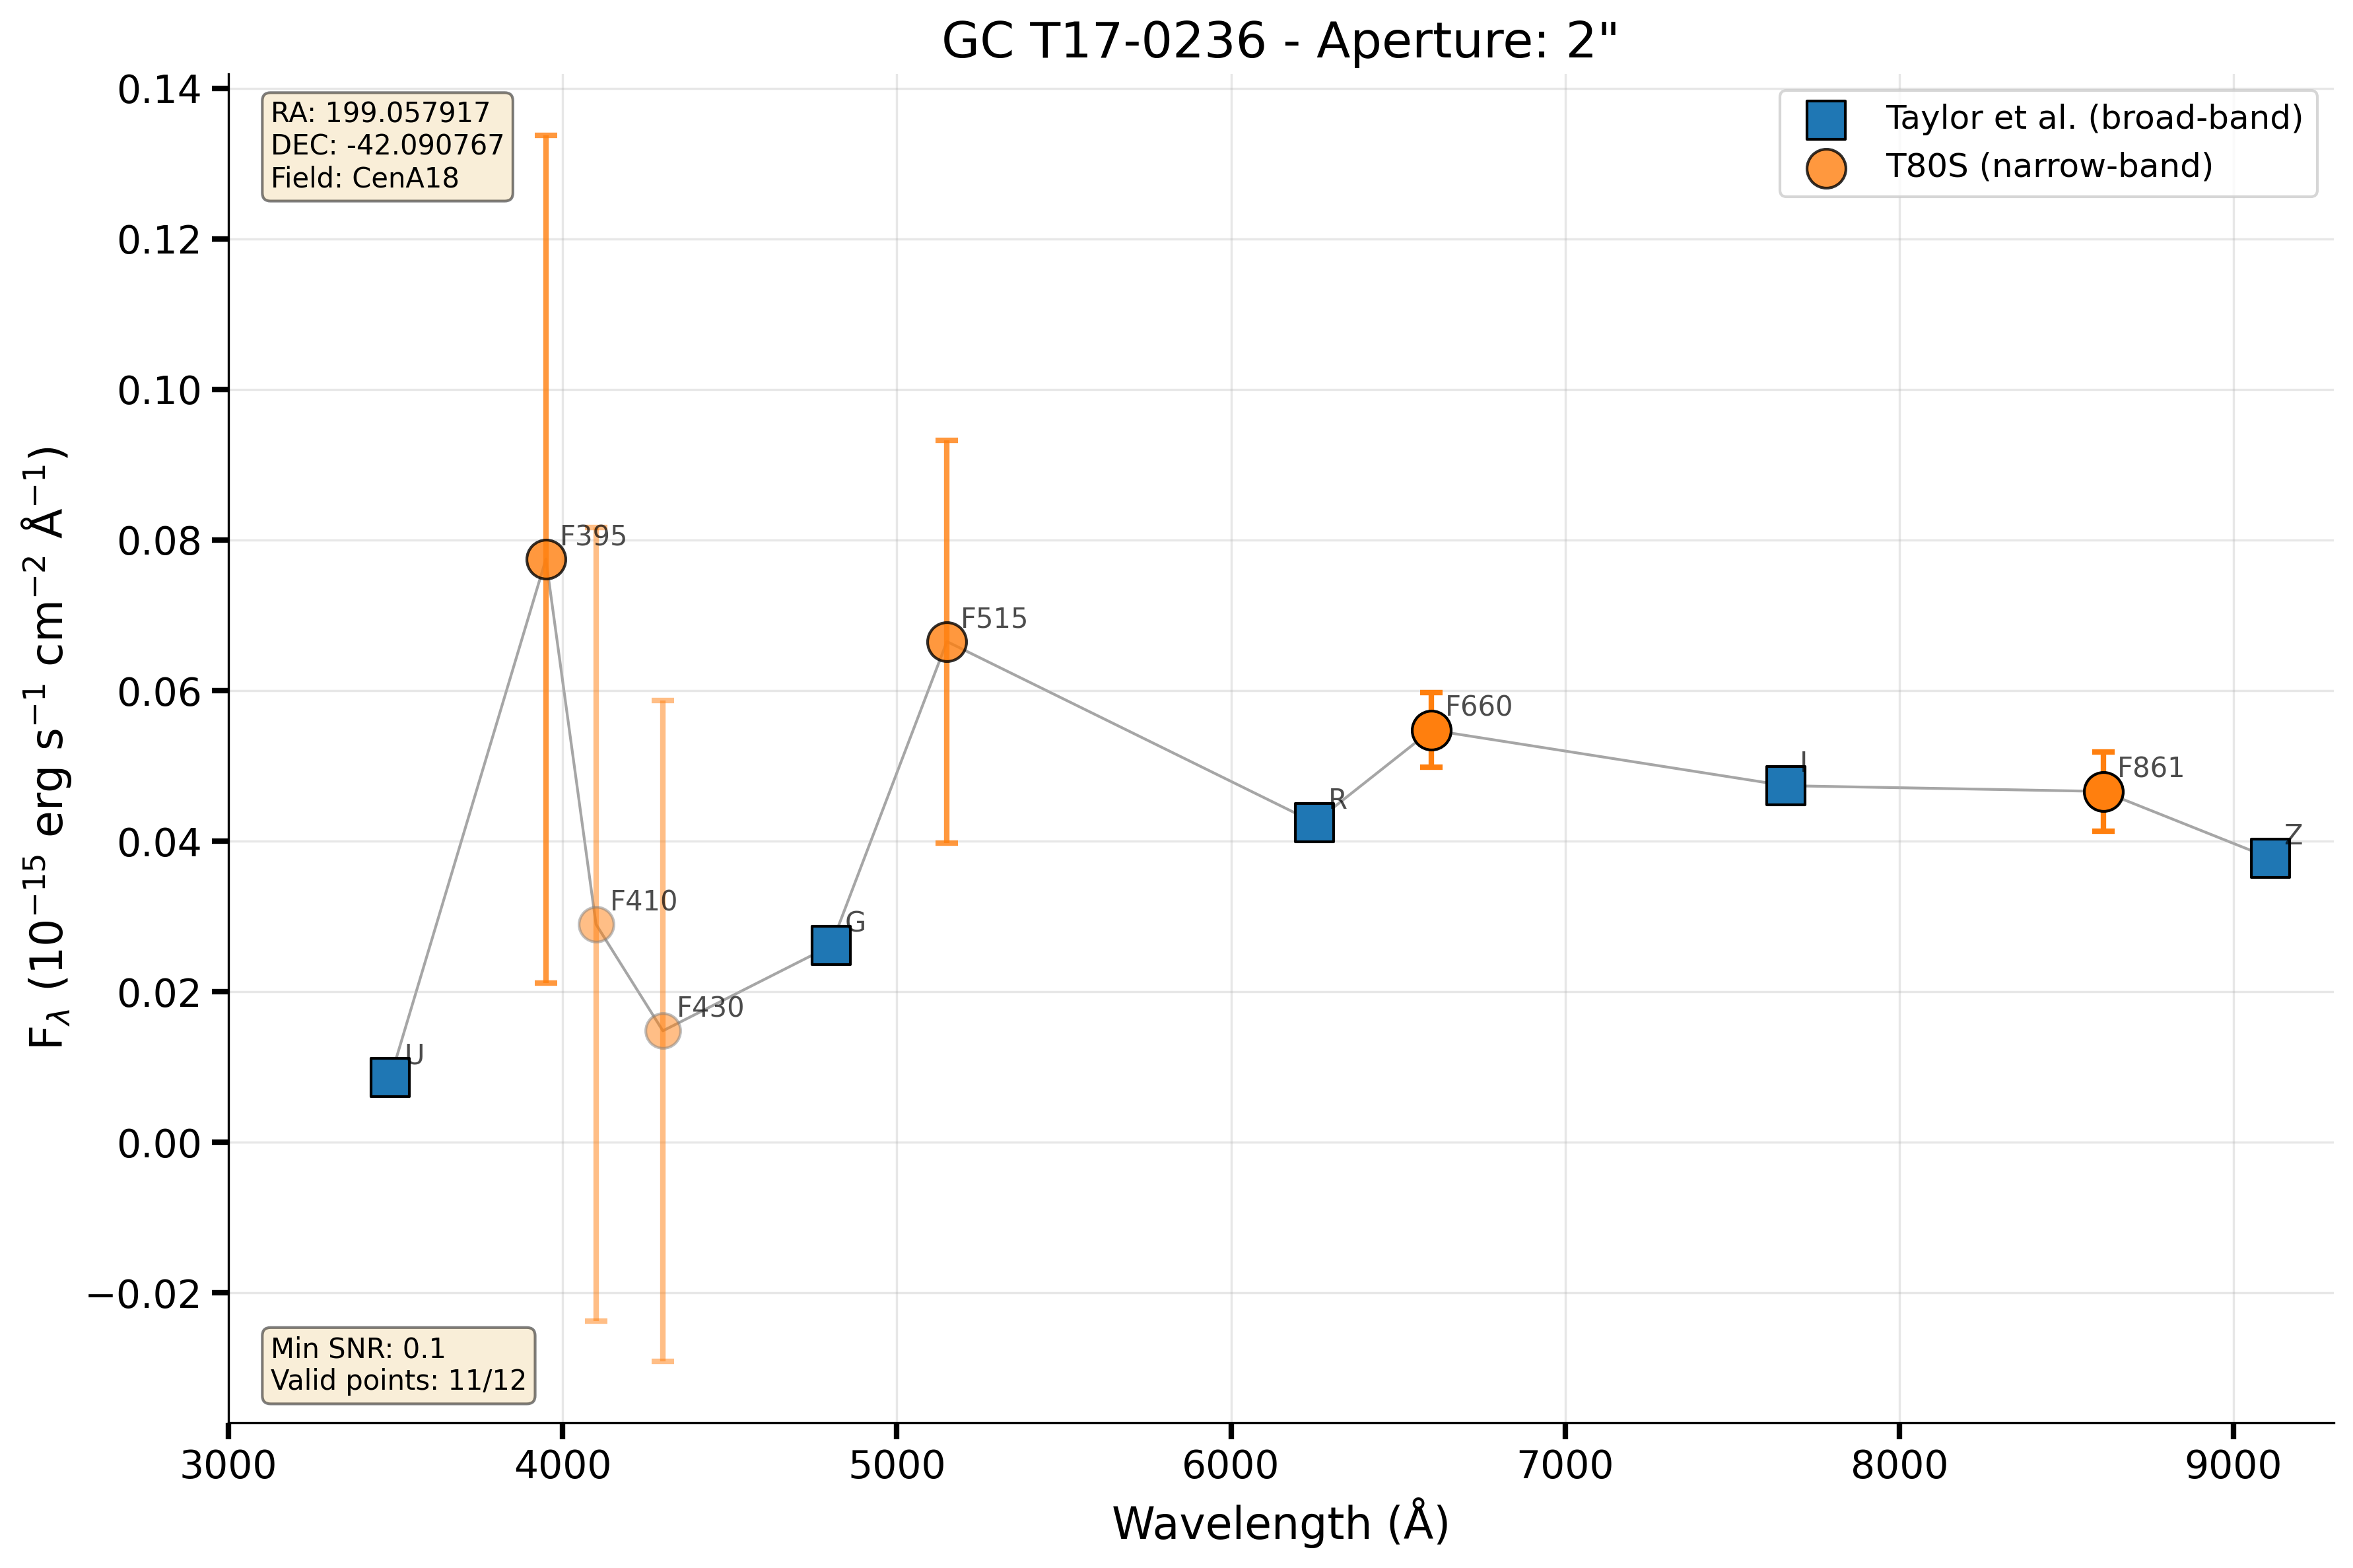 GC T17-0236 - Aperture: 2"
RA: 199.057917
DEC: -42.090767
Field: CenA18
Taylor et al. (broad-band)
T80S (narrow-band)
0.14
0.12
0.10
0.08
0.06
0.04
0.02
0.00
−0.02
F_λ (10⁻¹⁵ erg s⁻¹ cm⁻² Å⁻¹)
U
F395
F410
F430
G
F515
R
F660
I
F861
Z
Min SNR: 0.1
Valid points: 11/12
3000 4000 5000 6000 7000 8000 9000
Wavelength (Å)